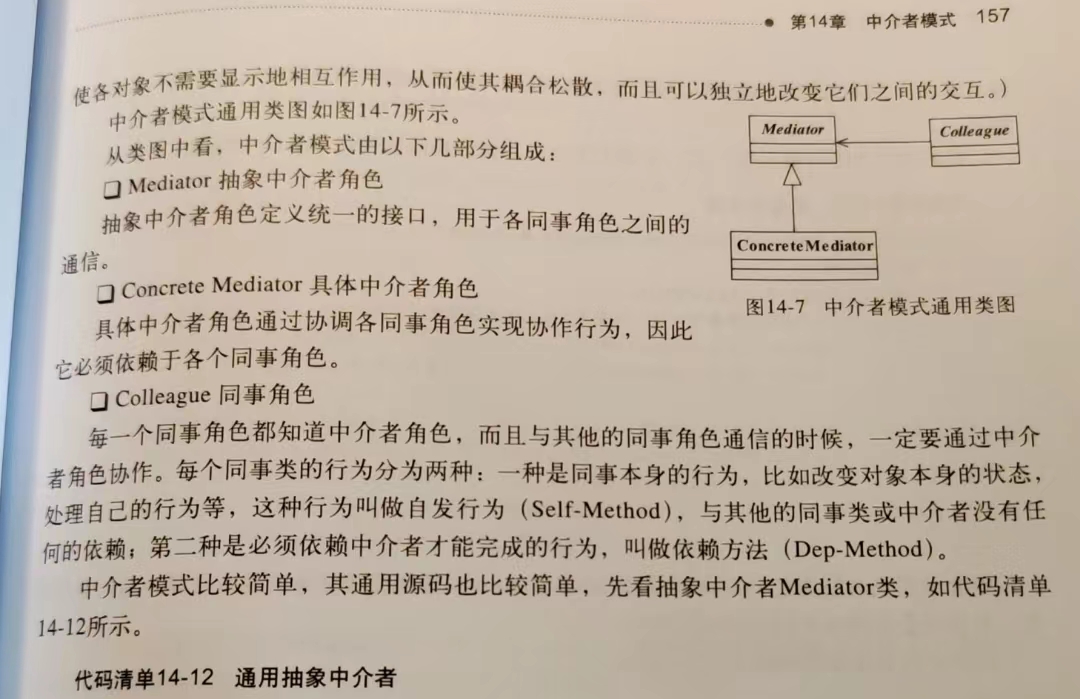 第14章 中介者模式 157
使各对象不需要显示地相互作用，从而使其耦合松散，而且可以独立地改变它们之间的交互。）
中介者模式通用类图如图14-7所示。
从类图中看，中介者模式由以下几部分组成：
❑ Mediator 抽象中介者角色
抽象中介者角色定义统一的接口，用于各同事角色之间的
通信。
❑ Concrete Mediator 具体中介者角色
具体中介者角色通过协调各同事角色实现协作行为，因此
它必须依赖于各个同事角色。
Mediator
Colleague
ConcreteMediator
图14-7 中介者模式通用类图
❑ Colleague 同事角色
每一个同事角色都知道中介者角色，而且与其他的同事角色通信的时候，一定要通过中介
者角色协作。每个同事类的行为分为两种：一种是同事本身的行为，比如改变对象本身的状态，
处理自己的行为等，这种行为叫做自发行为（Self-Method），与其他的同事类或中介者没有任
何的依赖；第二种是必须依赖中介者才能完成的行为，叫做依赖方法（Dep-Method）。
中介者模式比较简单，其通用源码也比较简单，先看抽象中介者Mediator类，如代码清单
14-12所示。
代码清单14-12 通用抽象中介者